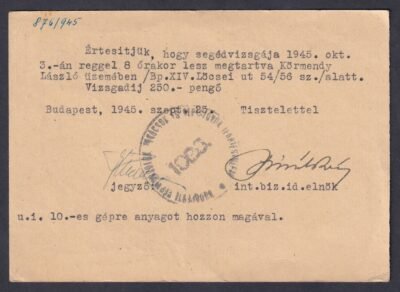 874/945
Értesitjük, hogy segédvizsgája 1945. okt.
3.-án reggel 8 órakor lesz megtartva Körmendy
László üzemében /Bp.XIV.Löcsei ut 54/56 sz./alatt.
Vizsgadij 250.- pengő
Budapest, 1945. szept. 25. Tisztelettel
jegyző int.biz.id.elnök
u.i. 10.-es gépre anyagot hozzon magával.